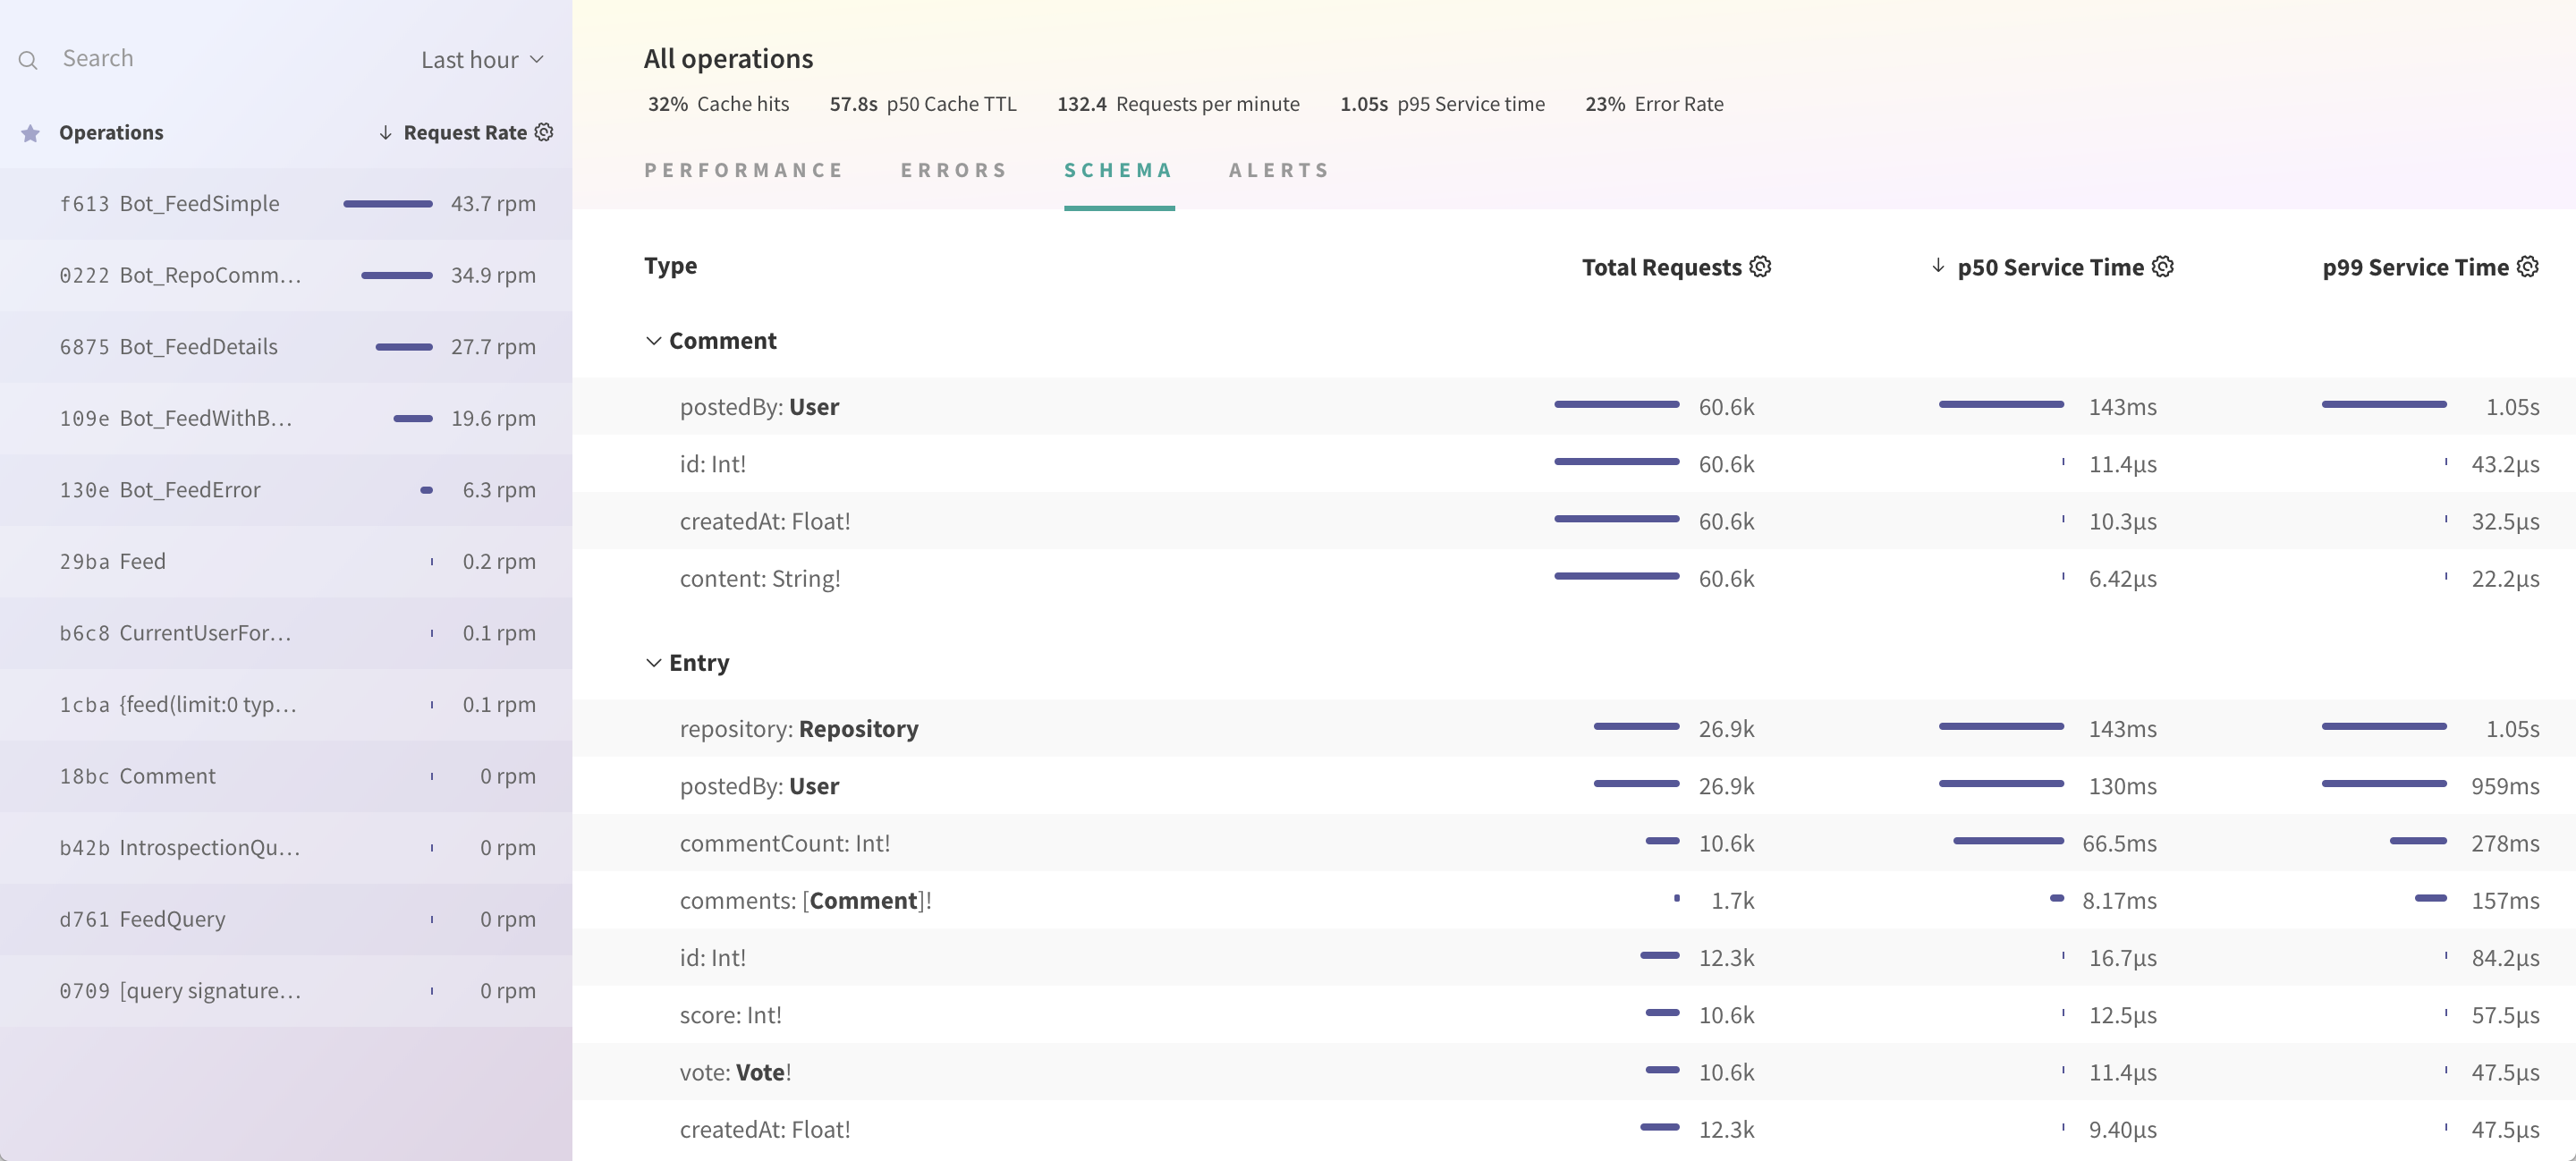 Search
Last hour
Operations Request Rate
f613 Bot_FeedSimple 43.7 rpm
0222 Bot_RepoComm… 34.9 rpm
6875 Bot_FeedDetails 27.7 rpm
109e Bot_FeedWithB… 19.6 rpm
130e Bot_FeedError 6.3 rpm
29ba Feed 0.2 rpm
b6c8 CurrentUserFor… 0.1 rpm
1cba {feed(limit:0 typ… 0.1 rpm
18bc Comment 0 rpm
b42b IntrospectionQu… 0 rpm
d761 FeedQuery 0 rpm
0709 [query signature… 0 rpm
All operations
32% Cache hits 57.8s p50 Cache TTL 132.4 Requests per minute 1.05s p95 Service time 23% Error Rate
PERFORMANCE ERRORS SCHEMA ALERTS
Type Total Requests p50 Service Time p99 Service Time
Comment
postedBy: User 60.6k 143ms 1.05s
id: Int! 60.6k 11.4µs 43.2µs
createdAt: Float! 60.6k 10.3µs 32.5µs
content: String! 60.6k 6.42µs 22.2µs
Entry
repository: Repository 26.9k 143ms 1.05s
postedBy: User 26.9k 130ms 959ms
commentCount: Int! 10.6k 66.5ms 278ms
comments: [Comment]! 1.7k 8.17ms 157ms
id: Int! 12.3k 16.7µs 84.2µs
score: Int! 10.6k 12.5µs 57.5µs
vote: Vote! 10.6k 11.4µs 47.5µs
createdAt: Float! 12.3k 9.40µs 47.5µs